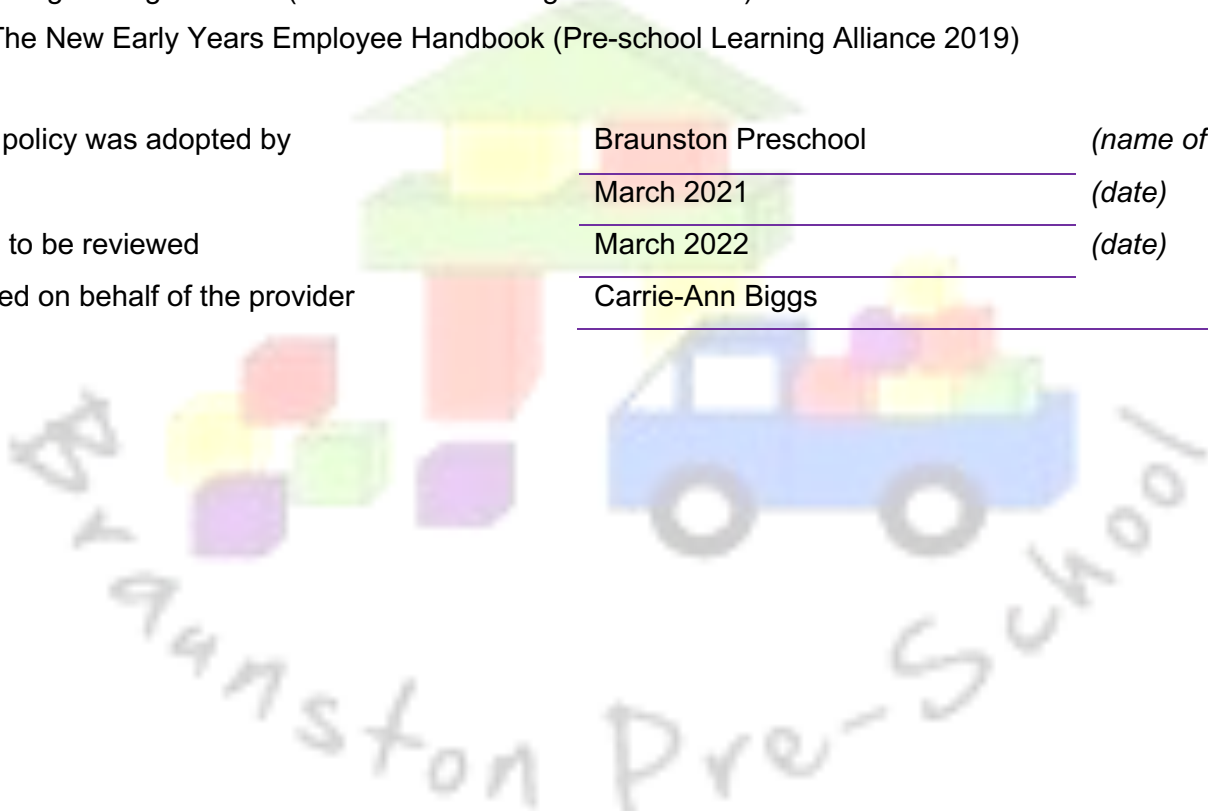 The New Early Years Employee Handbook (Pre-school Learning Alliance 2019)
policy was adopted by Braunston Preschool (name of
March 2021 (date)
to be reviewed March 2022 (date)
ed on behalf of the provider Carrie-Ann Biggs
Braunston Pre-School